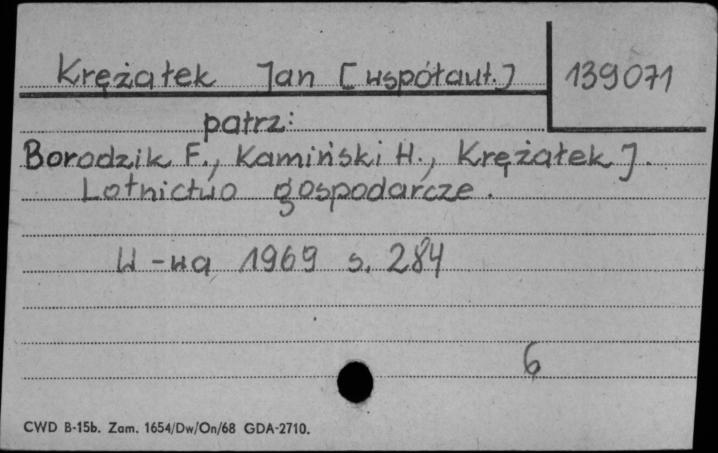 Krężałek Jan [współaut.] 139071
patrz:
Borodzik F., Kamiński H., Krężałek J.
Lotnictwo gospodarcze.
W-wa 1969 s. 284
6
CWD B-15b. Zam. 1654/Dw/On/68 GDA-2710.